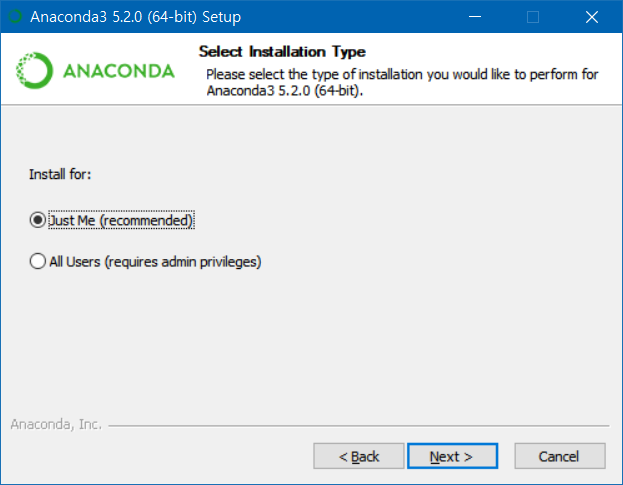 Anaconda3 5.2.0 (64-bit) Setup
ANACONDA
Select Installation Type
Please select the type of installation you would like to perform for
Anaconda3 5.2.0 (64-bit).
Install for:
Just Me (recommended)
All Users (requires admin privileges)
Anaconda, Inc.
< Back
Next >
Cancel